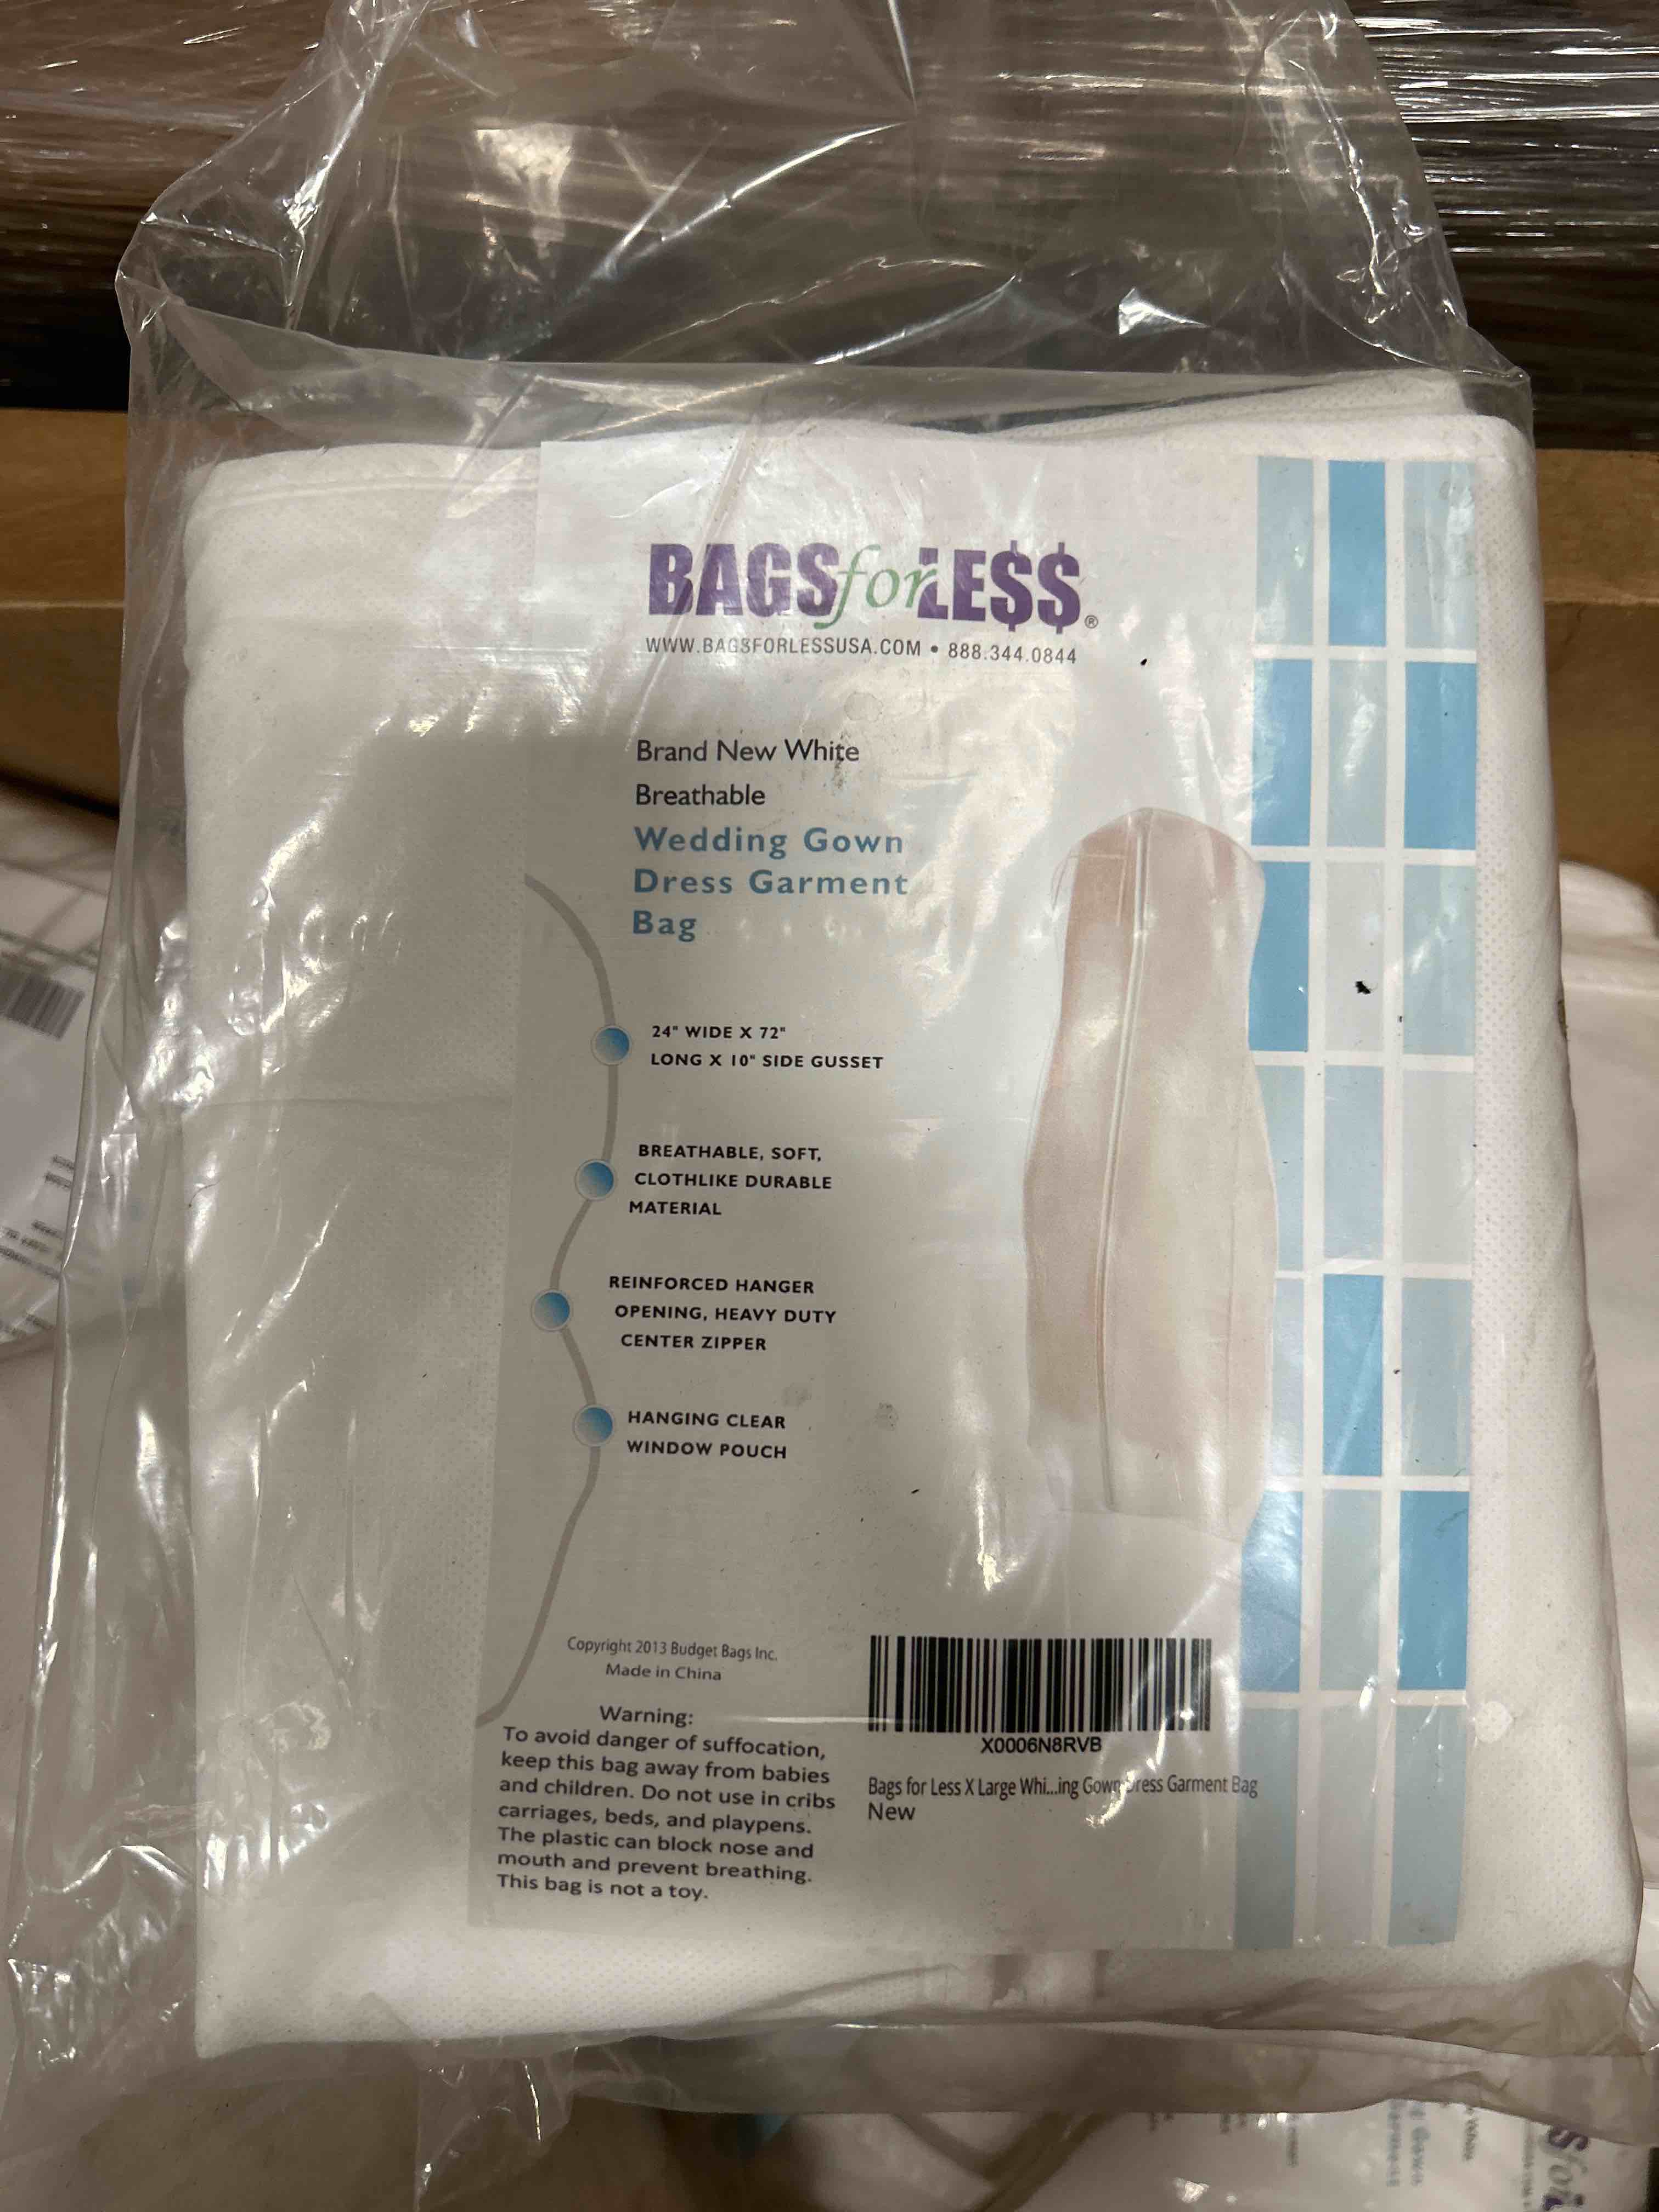 BAGSforLE$$®
WWW.BAGSFORLESSUSA.COM • 888.344.0844
Brand New White
Breathable
Wedding Gown
Dress Garment
Bag
24" WIDE X 72"
LONG X 10" SIDE GUSSET
BREATHABLE, SOFT,
CLOTHLIKE DURABLE
MATERIAL
REINFORCED HANGER
OPENING, HEAVY DUTY
CENTER ZIPPER
HANGING CLEAR
WINDOW POUCH
Copyright 2013 Budget Bags Inc.
Made in China
Warning:
To avoid danger of suffocation,
keep this bag away from babies
and children. Do not use in cribs
carriages, beds, and playpens.
The plastic can block nose and
mouth and prevent breathing.
This bag is not a toy.
X0006N8RVB
Bags for Less X Large Whi...ing Gown Dress Garment Bag
New